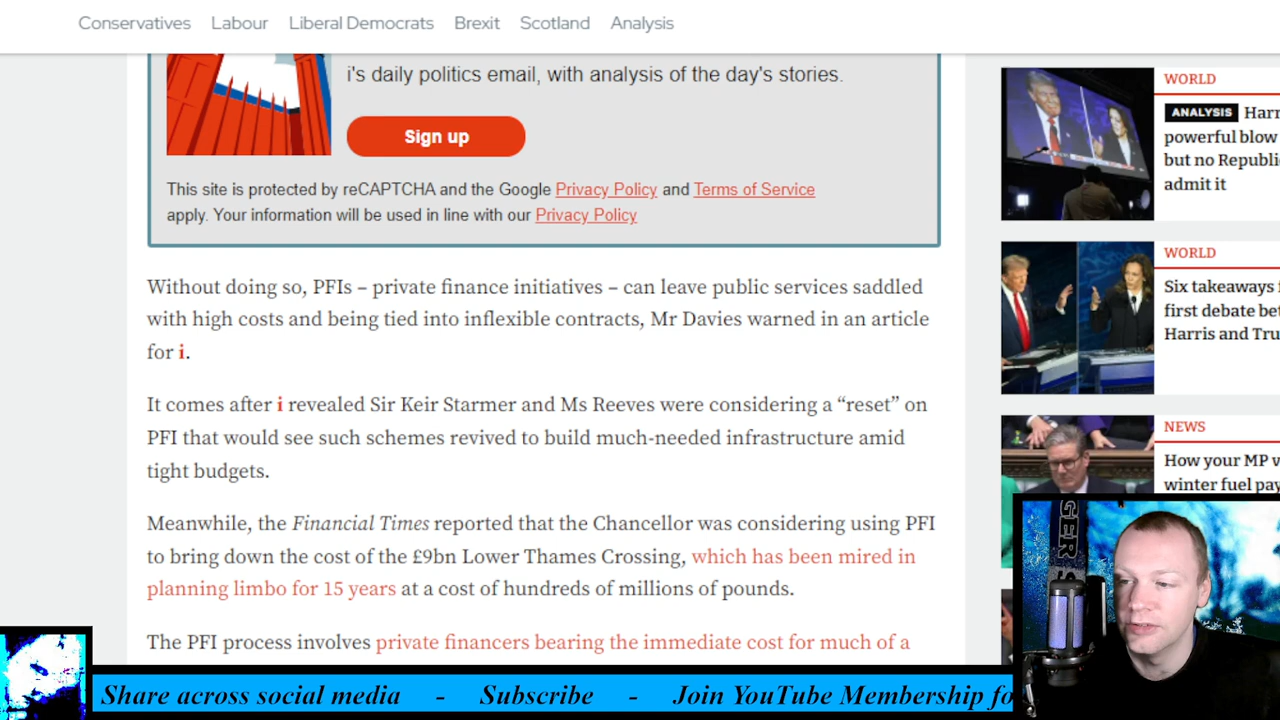 Conservatives Labour Liberal Democrats Brexit Scotland Analysis
i's daily politics email, with analysis of the day's stories.
Sign up
This site is protected by reCAPTCHA and the Google Privacy Policy and Terms of Service
apply. Your information will be used in line with our Privacy Policy
Without doing so, PFIs – private finance initiatives – can leave public services saddled
with high costs and being tied into inflexible contracts, Mr Davies warned in an article
for i.
It comes after i revealed Sir Keir Starmer and Ms Reeves were considering a “reset” on
PFI that would see such schemes revived to build much-needed infrastructure amid
tight budgets.
Meanwhile, the Financial Times reported that the Chancellor was considering using PFI
to bring down the cost of the £9bn Lower Thames Crossing, which has been mired in
planning limbo for 15 years at a cost of hundreds of millions of pounds.
The PFI process involves private financers bearing the immediate cost for much of a
WORLD
ANALYSIS Harr
powerful blow
but no Republi
admit it
WORLD
Six takeaways
first debate be
Harris and Tru
NEWS
How your MP v
winter fuel pay
GER
Share across social media - Subscribe - Join YouTube Membership fo